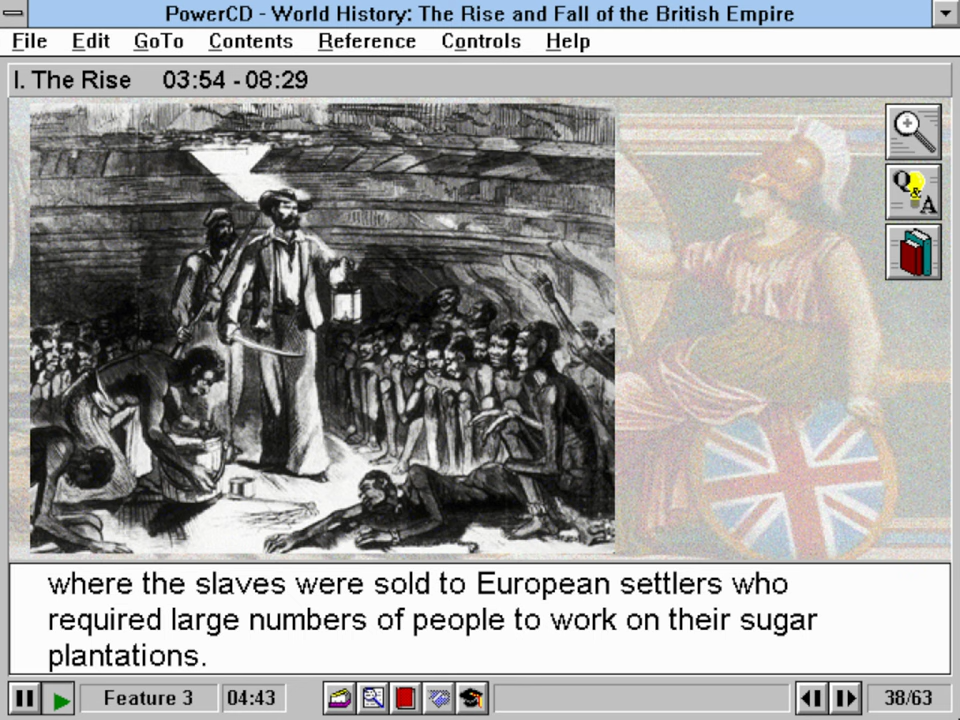 PowerCD - World History: The Rise and Fall of the British Empire
File Edit GoTo Contents Reference Controls Help
I. The Rise 03:54 - 08:29
Q & A
where the slaves were sold to European settlers who
required large numbers of people to work on their sugar
plantations.
Feature 3 04:43 38/63